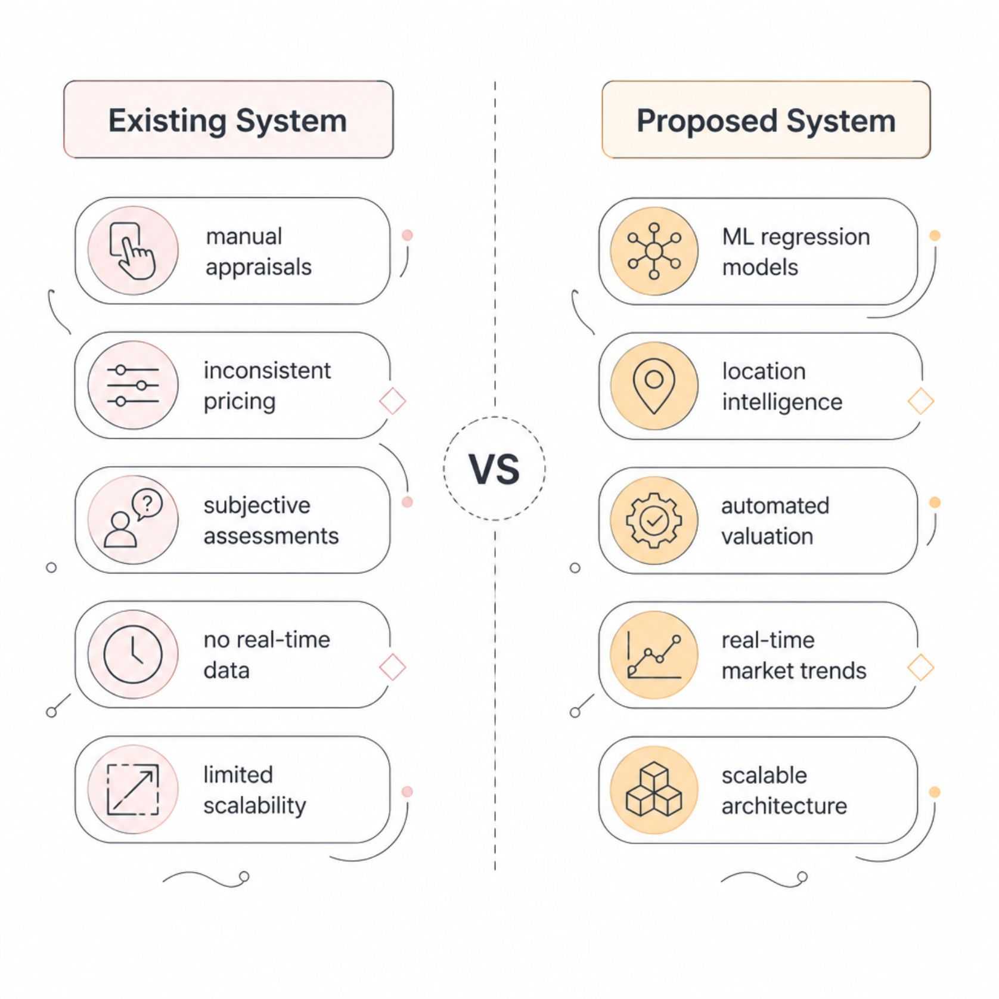 Existing System
manual
appraisals
inconsistent
pricing
?
subjective
assessments
no real-time
data
limited
scalability
VS
Proposed System
ML regression
models
location
intelligence
automated
valuation
real-time
market trends
scalable
architecture